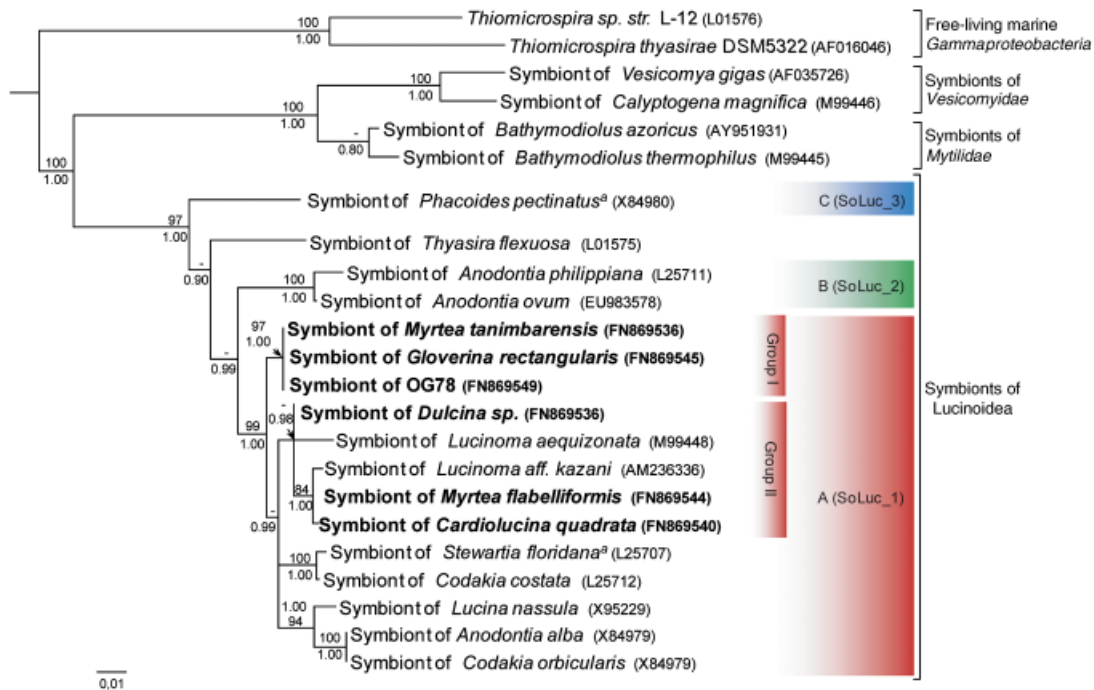 Thiomicrospira sp. str. L-12 (L01576)
100
1.00
Thiomicrospira thyasirae DSM5322 (AF016046)
Free-living marine
Gammaproteobacteria
Symbiont of Vesicomya gigas (AF035726)
100
1.00
Symbiont of Calyptogena magnifica (M99446)
Symbionts of
Vesicomyidae
100
1.00
Symbiont of Bathymodiolus azoricus (AY951931)
-
0.80
Symbiont of Bathymodiolus thermophilus (M99445)
Symbionts of
Mytilidae
100
1.00
Symbiont of Phacoides pectinatusa (X84980)
C (SoLuc_3)
97
1.00
Symbiont of Thyasira flexuosa (L01575)
-
0.90
Symbiont of Anodontia philippiana (L25711)
100
1.00
Symbiont of Anodontia ovum (EU983578)
B (SoLuc_2)
Symbiont of Myrtea tanimbarensis (FN869536)
97
1.00
Symbiont of Gloverina rectangularis (FN869545)
-
0.99
Symbiont of OG78 (FN869549)
Group I
Symbionts of
Lucinoidea
Symbiont of Dulcina sp. (FN869536)
-
0.98
99
1.00
Symbiont of Lucinoma aequizonata (M99448)
Symbiont of Lucinoma aff. kazani (AM236336)
Group II
84
1.00
Symbiont of Myrtea flabelliformis (FN869544)
A (SoLuc_1)
-
0.99
Symbiont of Cardiolucina quadrata (FN869540)
Symbiont of Stewartia floridanaa (L25707)
100
1.00
Symbiont of Codakia costata (L25712)
Symbiont of Lucina nassula (X95229)
1.00
94
Symbiont of Anodontia alba (X84979)
100
1.00
Symbiont of Codakia orbicularis (X84979)
0,01